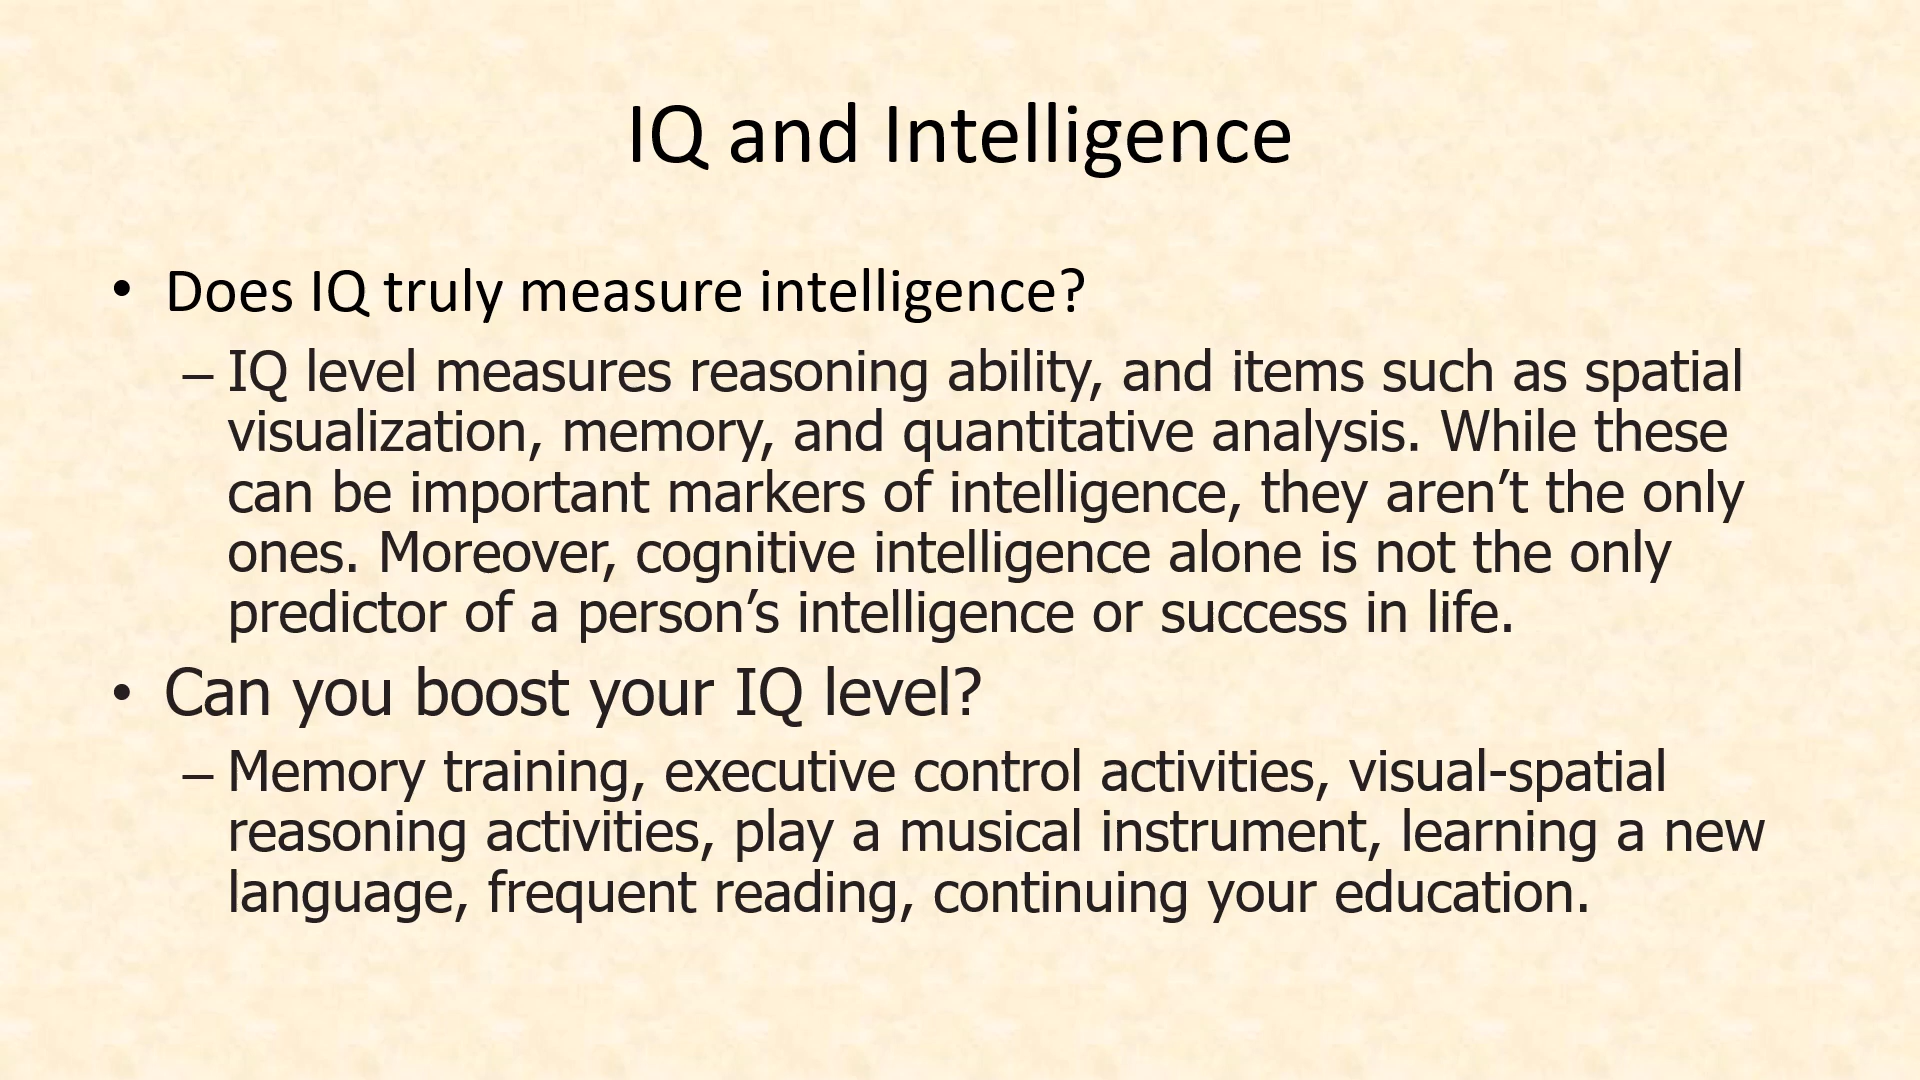 IQ and Intelligence
• Does IQ truly measure intelligence?
– IQ level measures reasoning ability, and items such as spatial
visualization, memory, and quantitative analysis. While these
can be important markers of intelligence, they aren’t the only
ones. Moreover, cognitive intelligence alone is not the only
predictor of a person’s intelligence or success in life.
• Can you boost your IQ level?
– Memory training, executive control activities, visual-spatial
reasoning activities, play a musical instrument, learning a new
language, frequent reading, continuing your education.